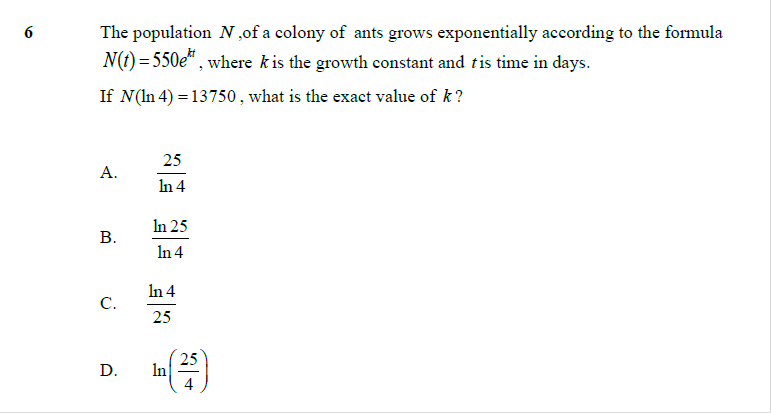 6 The population N ,of a colony of ants grows exponentially according to the formula
N(t) = 550e^{kt} , where k is the growth constant and t is time in days.
If N(ln 4) = 13750 , what is the exact value of k ?
A. \frac{25}{ln 4}
B. \frac{ln 25}{ln 4}
C. \frac{ln 4}{25}
D. ln(\frac{25}{4})